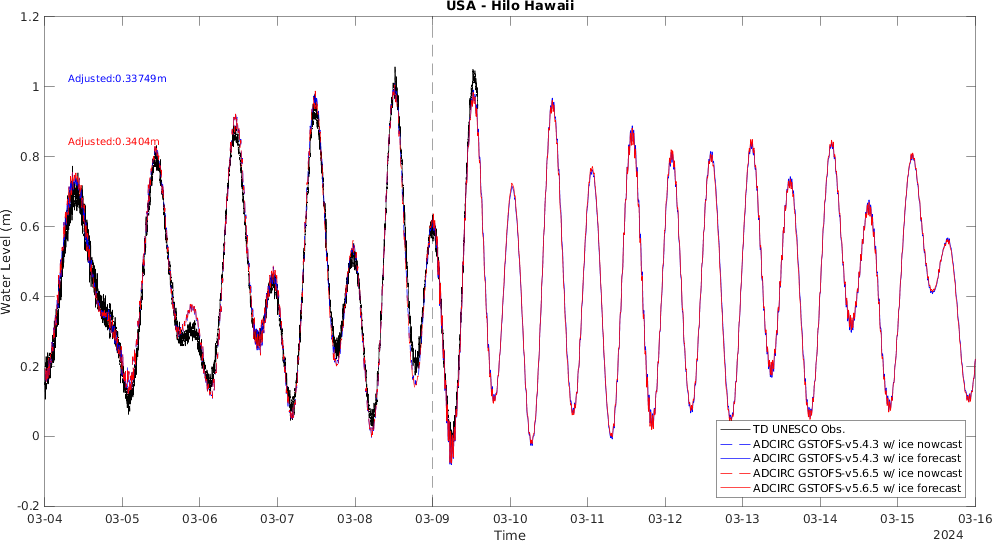 USA - Hilo Hawaii
1.2
1
0.8
0.6
0.4
0.2
0
-0.2
Water Level (m)
Adjusted:0.33749m
Adjusted:0.3404m
TD UNESCO Obs.
ADCIRC GSTOFS-v5.4.3 w/ ice nowcast
ADCIRC GSTOFS-v5.4.3 w/ ice forecast
ADCIRC GSTOFS-v5.6.5 w/ ice nowcast
ADCIRC GSTOFS-v5.6.5 w/ ice forecast
03-04 03-05 03-06 03-07 03-08 03-09 03-10 03-11 03-12 03-13 03-14 03-15 03-16
Time
2024